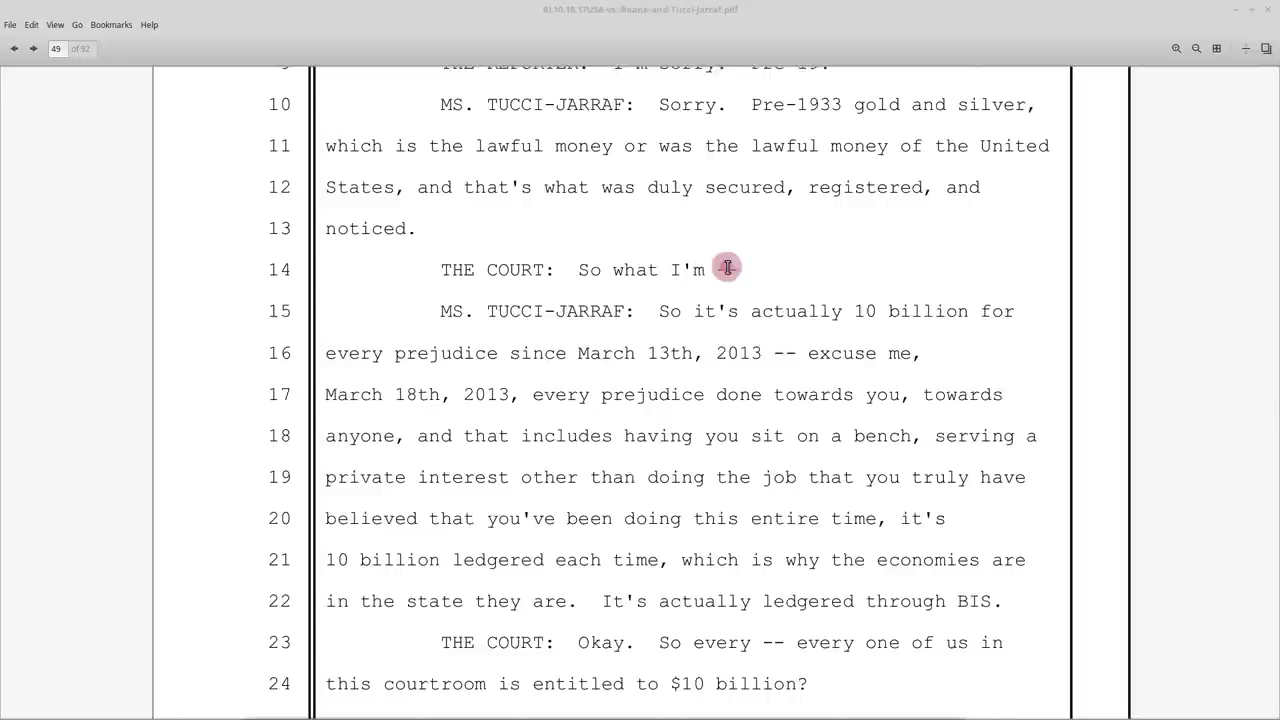 File Edit View Go Bookmarks Help
49 of 92
10 MS. TUCCI-JARRAF: Sorry. Pre-1933 gold and silver,
11 which is the lawful money or was the lawful money of the United
12 States, and that's what was duly secured, registered, and
13 noticed.
14 THE COURT: So what I'm
15 MS. TUCCI-JARRAF: So it's actually 10 billion for
16 every prejudice since March 13th, 2013 -- excuse me,
17 March 18th, 2013, every prejudice done towards you, towards
18 anyone, and that includes having you sit on a bench, serving a
19 private interest other than doing the job that you truly have
20 believed that you've been doing this entire time, it's
21 10 billion ledgered each time, which is why the economies are
22 in the state they are. It's actually ledgered through BIS.
23 THE COURT: Okay. So every -- every one of us in
24 this courtroom is entitled to $10 billion?